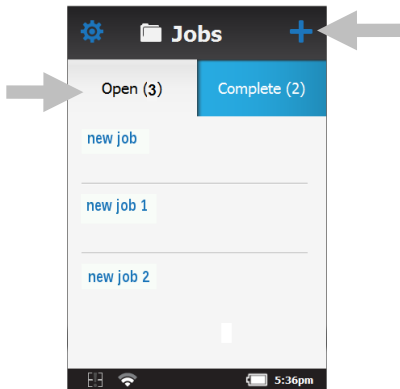 Jobs
Open (3)
Complete (2)
new job
new job 1
new job 2
5:36pm